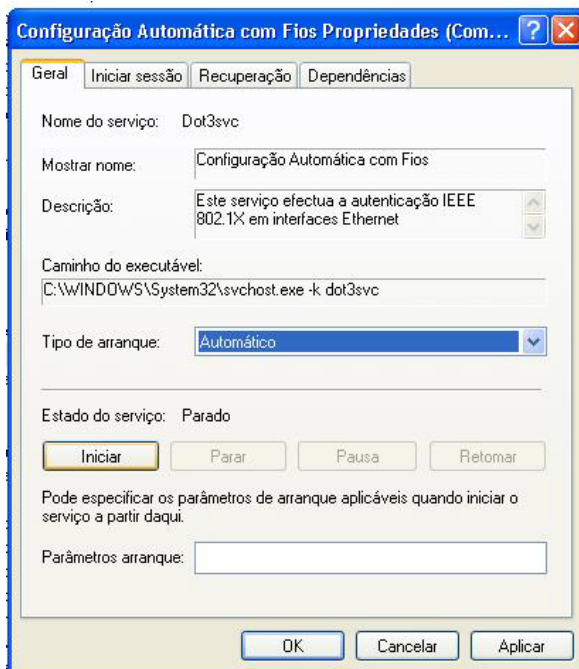 Configuração Automática com Fios Propriedades (Com...
Geral
Iniciar sessão
Recuperação
Dependências
Nome do serviço: Dot3svc
Mostrar nome: Configuração Automática com Fios
Descrição: Este serviço efectua a autenticação IEEE
802.1X em interfaces Ethernet
Caminho do executável:
C:\WINDOWS\System32\svchost.exe -k dot3svc
Tipo de arranque: Automático
Estado do serviço: Parado
Iniciar
Parar
Pausa
Retomar
Pode especificar os parâmetros de arranque aplicáveis quando iniciar o
serviço a partir daqui.
Parâmetros arranque:
OK
Cancelar
Aplicar